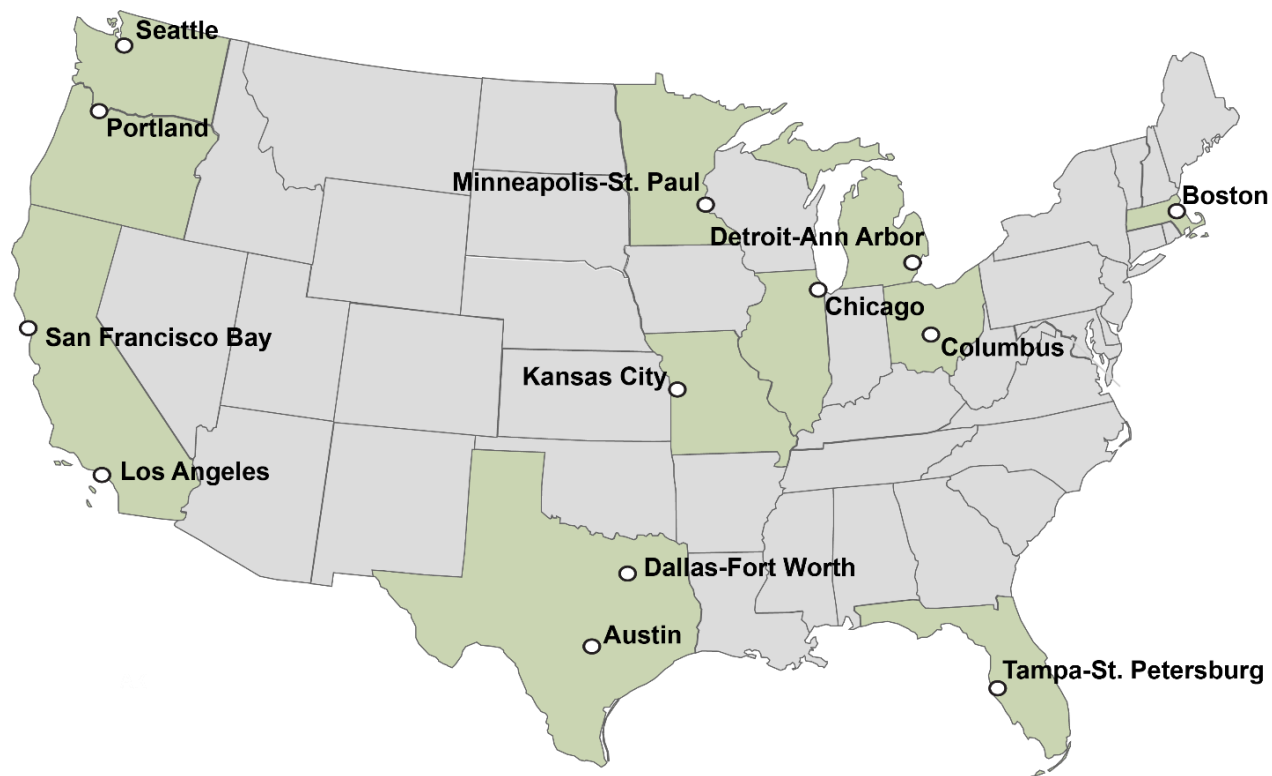 Seattle
Portland
Minneapolis-St. Paul
Boston
Detroit-Ann Arbor
Chicago
San Francisco Bay
Columbus
Kansas City
Los Angeles
Dallas-Fort Worth
Austin
Tampa-St. Petersburg